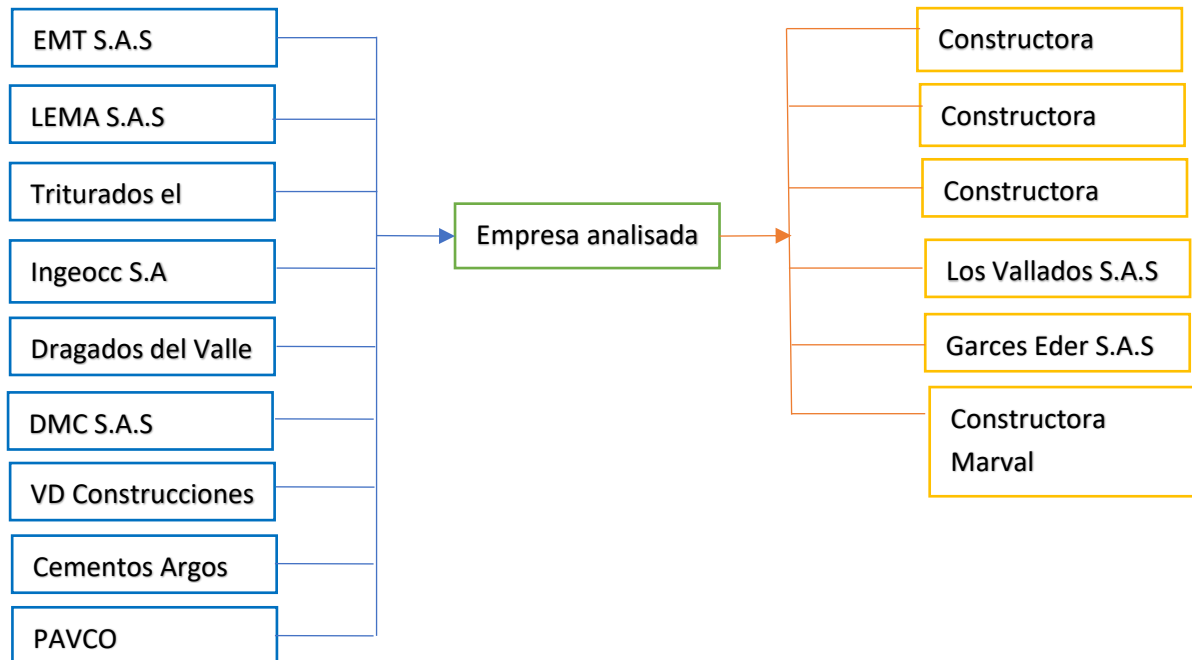 EMT S.A.S
LEMA S.A.S
Triturados el
Ingeocc S.A
Dragados del Valle
DMC S.A.S
VD Construcciones
Cementos Argos
PAVCO
Empresa analisada
Constructora
Constructora
Constructora
Los Vallados S.A.S
Garces Eder S.A.S
Constructora
Marval